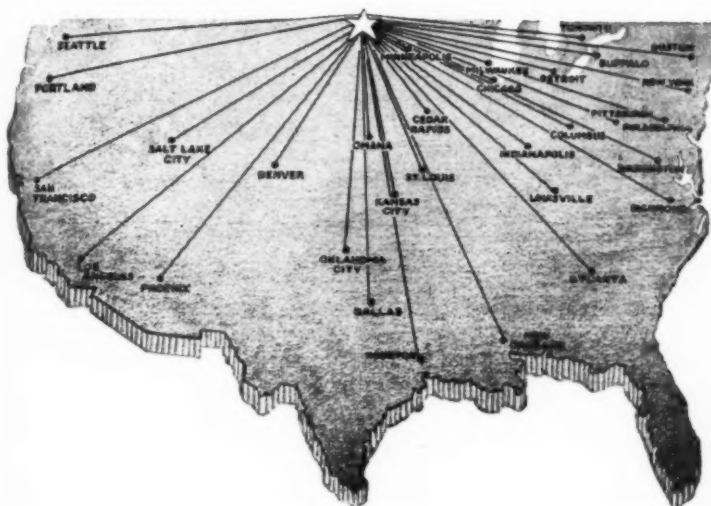 SEATTLE
TORONTO
BOSTON
MINNEAPOLIS
BUFFALO
PORTLAND
MILWAUKEE
DETROIT
NEW YORK
CHICAGO
CEDAR
RAPIDS
PITTSBURGH
PHILADELPHIA
COLUMBUS
SALT LAKE
CITY
OMAHA
INDIANAPOLIS
DENVER
ST. LOUIS
WASHINGTON
SAN
FRANCISCO
KANSAS
CITY
LOUISVILLE
RICHMOND
LOS
ANGELES
PHOENIX
OKLAHOMA
CITY
ATLANTA
DALLAS
NEW
ORLEANS
HOUSTON